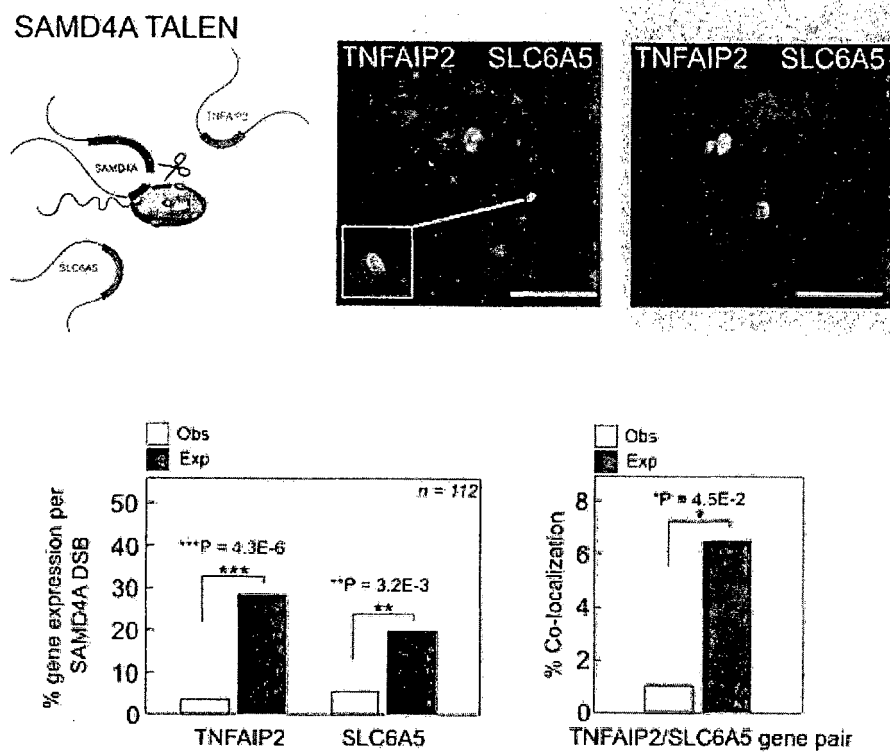 SAMD4A TALEN
TNFAIP2
SAMD4A
SLC6A5
TNFAIP2 SLC6A5
TNFAIP2 SLC6A5
Obs
Exp
n = 112
% gene expression per
SAMD4A DSB
50
40
30
20
10
0
***P = 4.3E-6
***
**P = 3.2E-3
**
TNFAIP2 SLC6A5
Obs
Exp
% Co-localization
8
6
4
2
0
*P = 4.5E-2
*
TNFAIP2/SLC6A5 gene pair